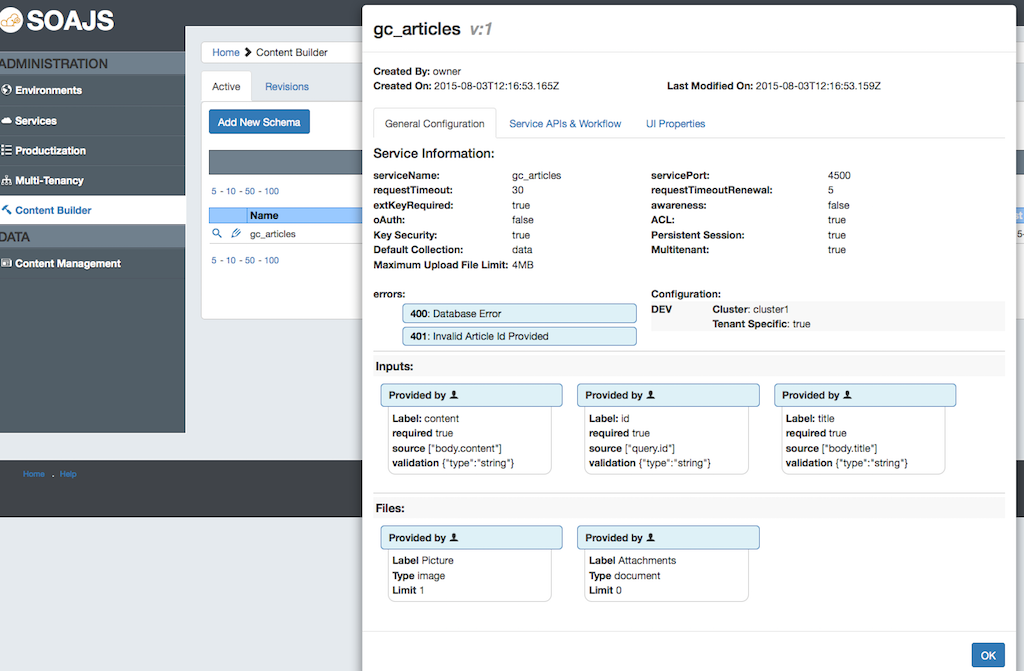 SOAJS
ADMINISTRATION
Environments
Services
Productization
Multi-Tenancy
Content Builder
DATA
Content Management
Home . Help
Home > Content Builder
Active Revisions
Add New Schema
5 - 10 - 50 - 100
Name
gc_articles
5 - 10 - 50 - 100
gc_articles v:1
Created By: owner
Created On: 2015-08-03T12:16:53.165Z Last Modified On: 2015-08-03T12:16:53.159Z
General Configuration Service APIs & Workflow UI Properties
Service Information:
serviceName: gc_articles servicePort: 4500
requestTimeout: 30 requestTimeoutRenewal: 5
extKeyRequired: true awareness: false
oAuth: false ACL: true
Key Security: true Persistent Session: true
Default Collection: data Multitenant: true
Maximum Upload File Limit: 4MB
errors: Configuration:
400: Database Error DEV Cluster: cluster1
401: Invalid Article Id Provided Tenant Specific: true
Inputs:
Provided by Provided by Provided by
Label: content Label: id Label: title
required true required true required true
source ["body.content"] source ["query.id"] source ["body.title"]
validation {"type":"string"} validation {"type":"string"} validation {"type":"string"}
Files:
Provided by Provided by
Label Picture Label Attachments
Type image Type document
Limit 1 Limit 0
OK